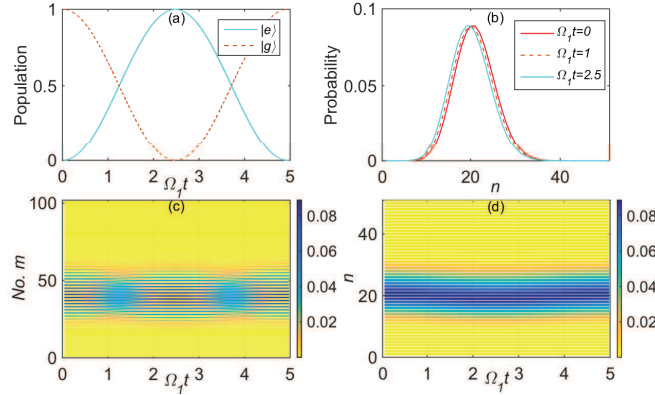 (a)
1
0.5
0
0 1 2 3 4 5
Population
Ω₁t
|e⟩
|g⟩
(b)
0.1
0.05
0
0 20 40
Probability
n
Ω₁t=0
Ω₁t=1
Ω₁t=2.5
(c)
100
50
0
0 1 2 3 4 5
No. m
Ω₁t
0.08
0.06
0.04
0.02
(d)
40
20
0
0 1 2 3 4 5
n
Ω₁t
0.08
0.06
0.04
0.02